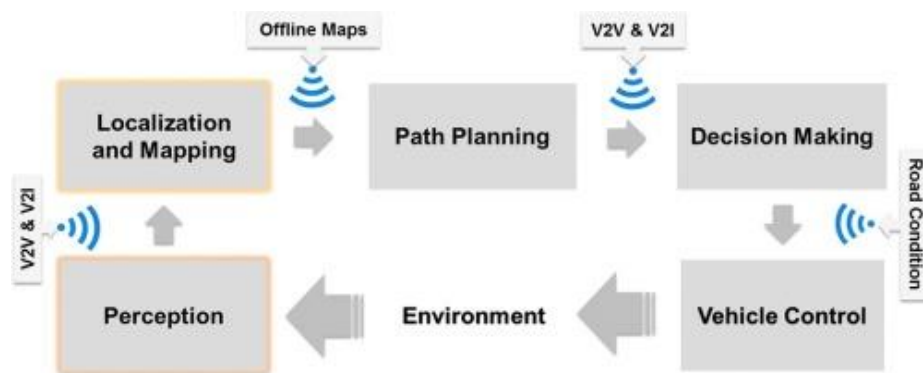 Offline Maps
V2V & V2I
Localization
and Mapping
Path Planning
Decision Making
V2V & V2I
Road Condition
Perception
Environment
Vehicle Control